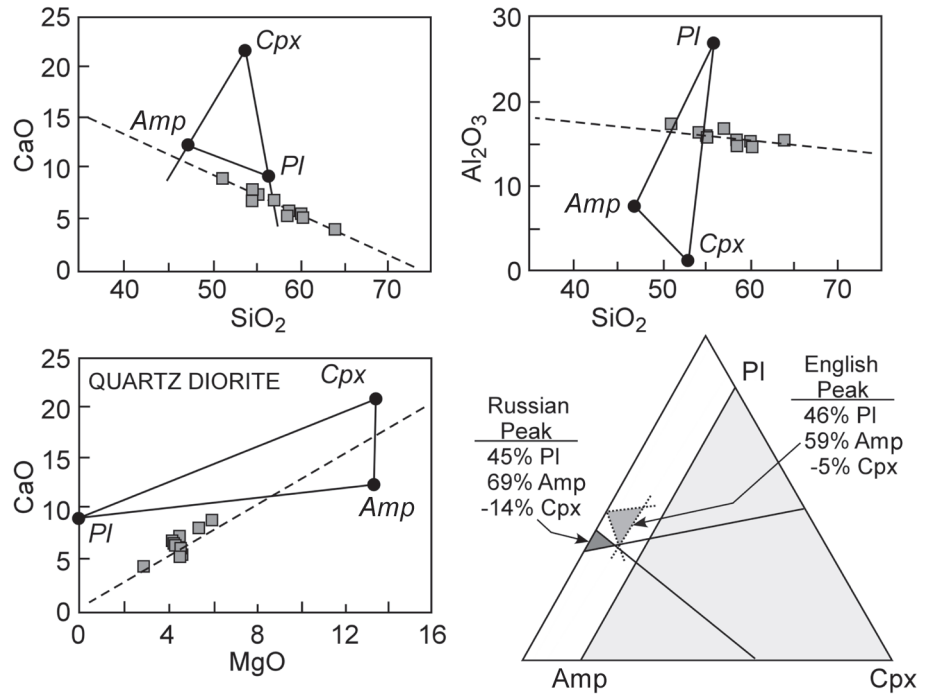 25
20
15
10
5
0
CaO
Cpx
Amp
Pl
40
50
60
70
SiO2
30
20
10
0
Al2O3
Pl
Amp
Cpx
40
50
60
70
SiO2
25
20
15
10
5
0
CaO
QUARTZ DIORITE
Cpx
Pl
Amp
0
4
8
12
16
MgO
Pl
English
Peak
46% Pl
59% Amp
-5% Cpx
Russian
Peak
45% Pl
69% Amp
-14% Cpx
Amp
Cpx